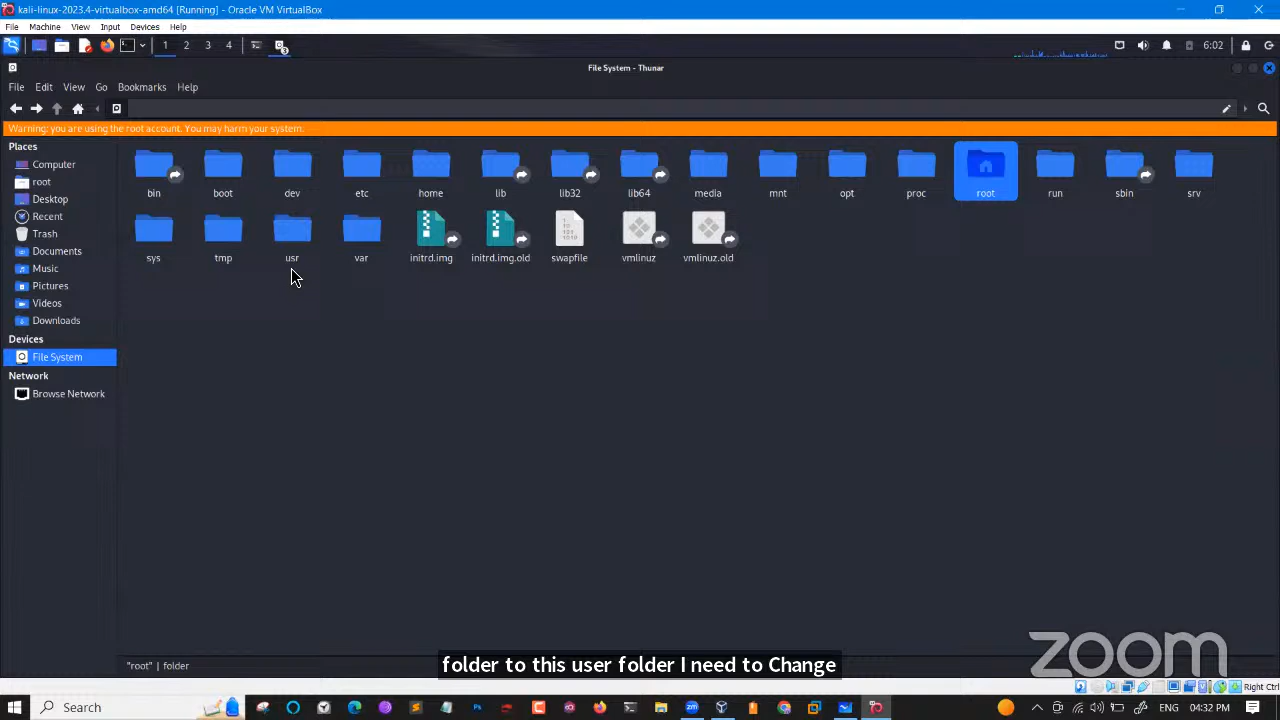 kali-linux-2023.4-virtualbox-amd64 [Running] - Oracle VM VirtualBox
File Machine View Input Devices Help
1 2 3 4 6:02
File System - Thunar
File Edit View Go Bookmarks Help
Warning: you are using the root account. You may harm your system.
Places
Computer
root
Desktop
Recent
Trash
Documents
Music
Pictures
Videos
Downloads
Devices
File System
Network
Browse Network
bin boot dev etc home lib lib32 lib64 media mnt opt proc root run sbin srv
sys tmp usr var initrd.img initrd.img.old swapfile vmlinuz vmlinuz.old
"root" | folder
folder to this user folder I need to Change
zoom
Right Ctrl
Search
ENG 04:32 PM